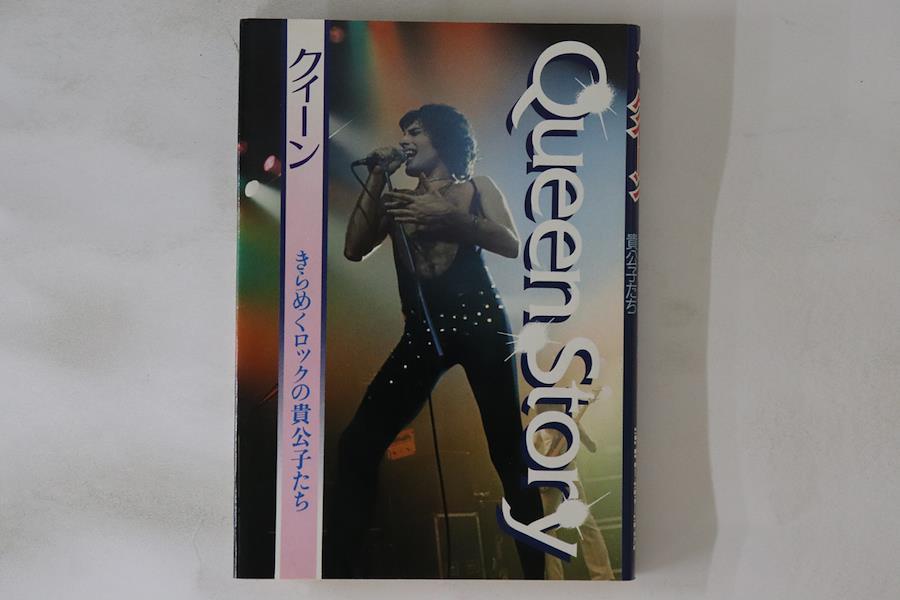 クィーン
きらめくロックの貴公子たち
Queen Story
貴公子たち